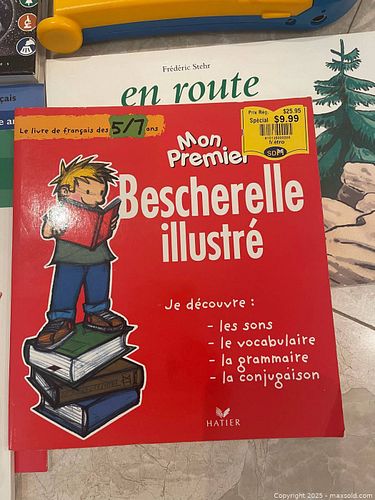 Frédéric Stehr
en route
Le livre de français des 5/7 ans
Prix Rég. $25.95
Spécial $9.99
Métro
SDM
Mon
Premier
Bescherelle
illustré
Je découvre :
- les sons
- le vocabulaire
- la grammaire
- la conjugaison
HATIER
Copyright © 2025 - maxsold.com